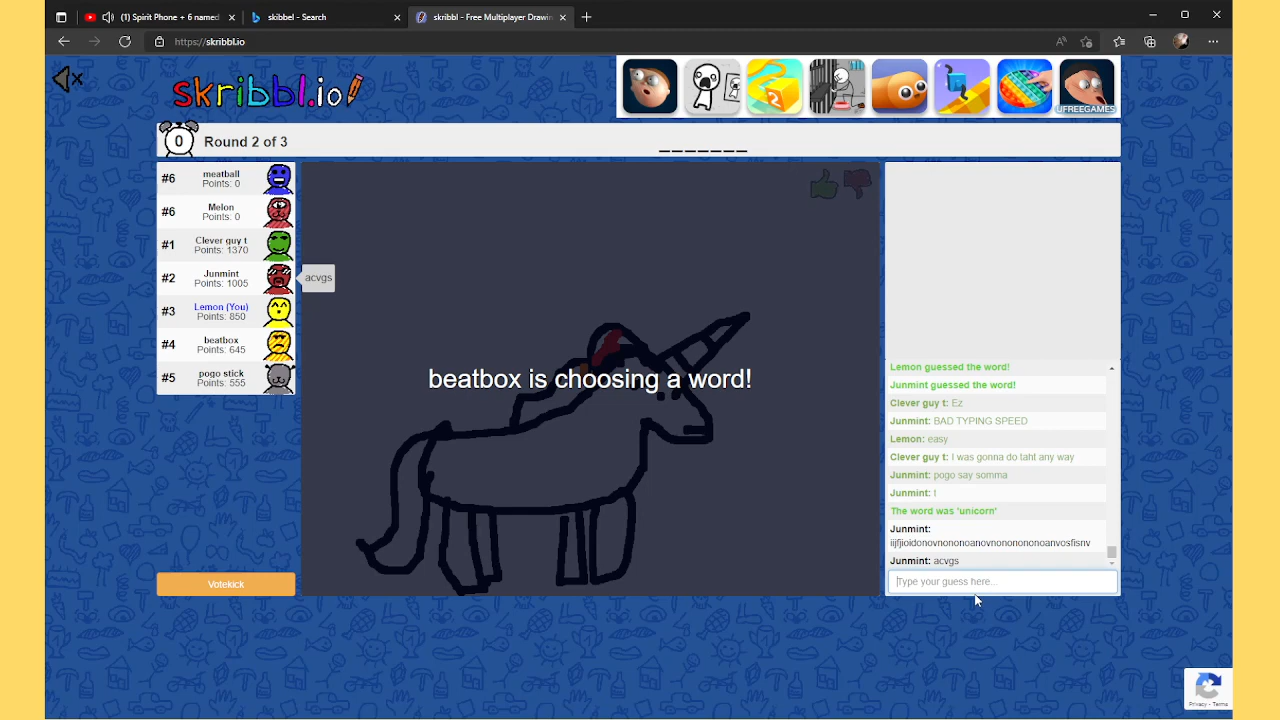 (1) Spirit Phone + 6 named
skibbel - Search
skribbl - Free Multiplayer Drawin
https://skribbl.io
skribbl.io
UFREEGAMES
0
Round 2 of 3
_______
#6 meatball
Points: 0
#6 Melon
Points: 0
#1 Clever guy t
Points: 1370
#2 Junmint
Points: 1005
acvgs
#3 Lemon (You)
Points: 850
#4 beatbox
Points: 645
#5 pogo stick
Points: 555
Votekick
beatbox is choosing a word!
Lemon guessed the word!
Junmint guessed the word!
Clever guy t: Ez
Junmint: BAD TYPING SPEED
Lemon: easy
Clever guy t: I was gonna do taht any way
Junmint: pogo say somma
Junmint: !
The word was 'unicorn'
Junmint:
Junmint: acvgs
Type your guess here...
Privacy - Terms